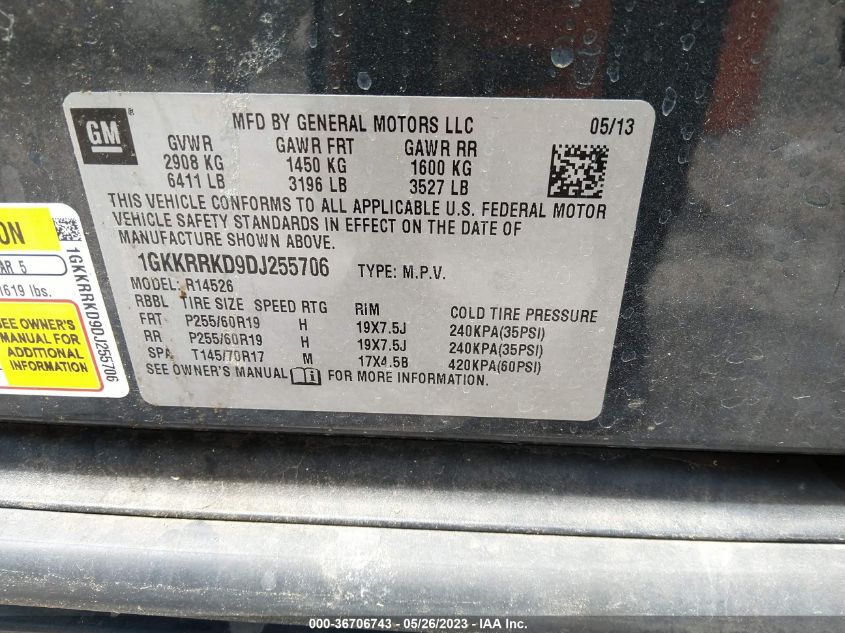 GM
MFD BY GENERAL MOTORS LLC 05/13
GVWR GAWR FRT GAWR RR
2908 KG 1450 KG 1600 KG
6411 LB 3196 LB 3527 LB
THIS VEHICLE CONFORMS TO ALL APPLICABLE U.S. FEDERAL MOTOR
VEHICLE SAFETY STANDARDS IN EFFECT ON THE DATE OF
MANUFACTURE SHOWN ABOVE.
1GKKRRKD9DJ255706 TYPE: M.P.V.
MODEL: R14526
RBBL TIRE SIZE SPEED RTG RIM COLD TIRE PRESSURE
FRT P255/60R19 H 19X7.5J 240KPA(35PSI)
RR P255/60R19 H 19X7.5J 240KPA(35PSI)
SPA T145/70R17 M 17X4.5B 420KPA(60PSI)
SEE OWNER'S MANUAL FOR MORE INFORMATION.
ON
AR 5
1619 lbs.
SEE OWNER'S
MANUAL FOR
ADDITIONAL
INFORMATION
1GKKRRKD9DJ255706
000-36706743 - 05/26/2023 - IAA, Inc.